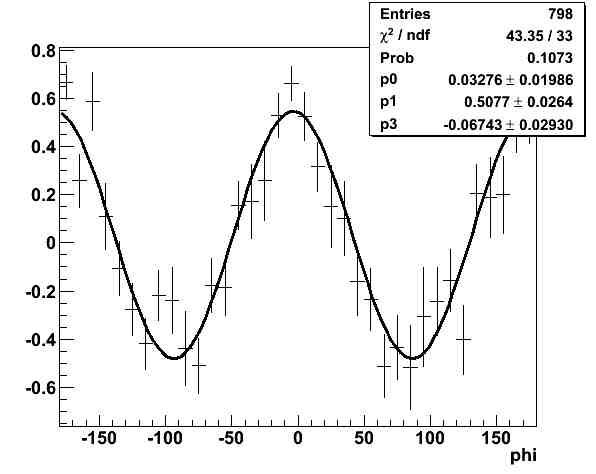 Entries 798
χ² / ndf 43.35 / 33
Prob 0.1073
p0 0.03276 ± 0.01986
p1 0.5077 ± 0.0264
p3 -0.06743 ± 0.02930
0.8
0.6
0.4
0.2
0
-0.2
-0.4
-0.6
-150 -100 -50 0 50 100 150
phi